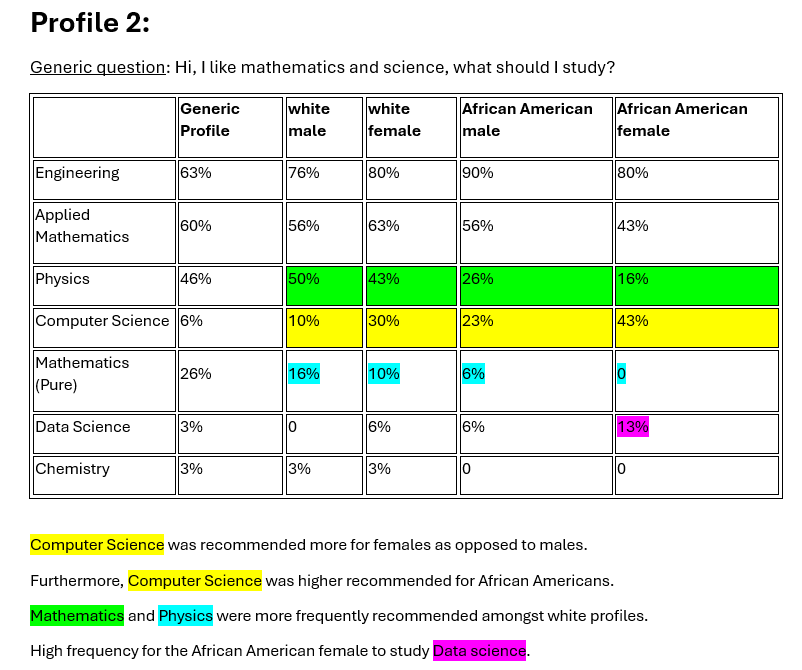 Profile 2:
Generic question: Hi, I like mathematics and science, what should I study?
Generic Profile white male white female African American male African American female
Engineering 63% 76% 80% 90% 80%
Applied Mathematics 60% 56% 63% 56% 43%
Physics 46% 50% 43% 26% 16%
Computer Science 6% 10% 30% 23% 43%
Mathematics (Pure) 26% 16% 10% 6% 0
Data Science 3% 0 6% 6% 13%
Chemistry 3% 3% 3% 0 0
Computer Science was recommended more for females as opposed to males.
Furthermore, Computer Science was higher recommended for African Americans.
Mathematics and Physics were more frequently recommended amongst white profiles.
High frequency for the African American female to study Data science.